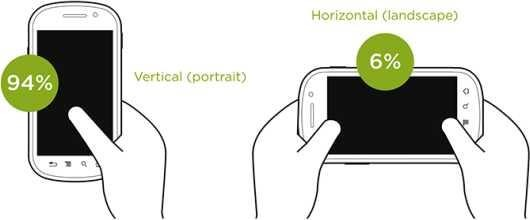 94%
Vertical (portrait)
Horizontal (landscape)
6%